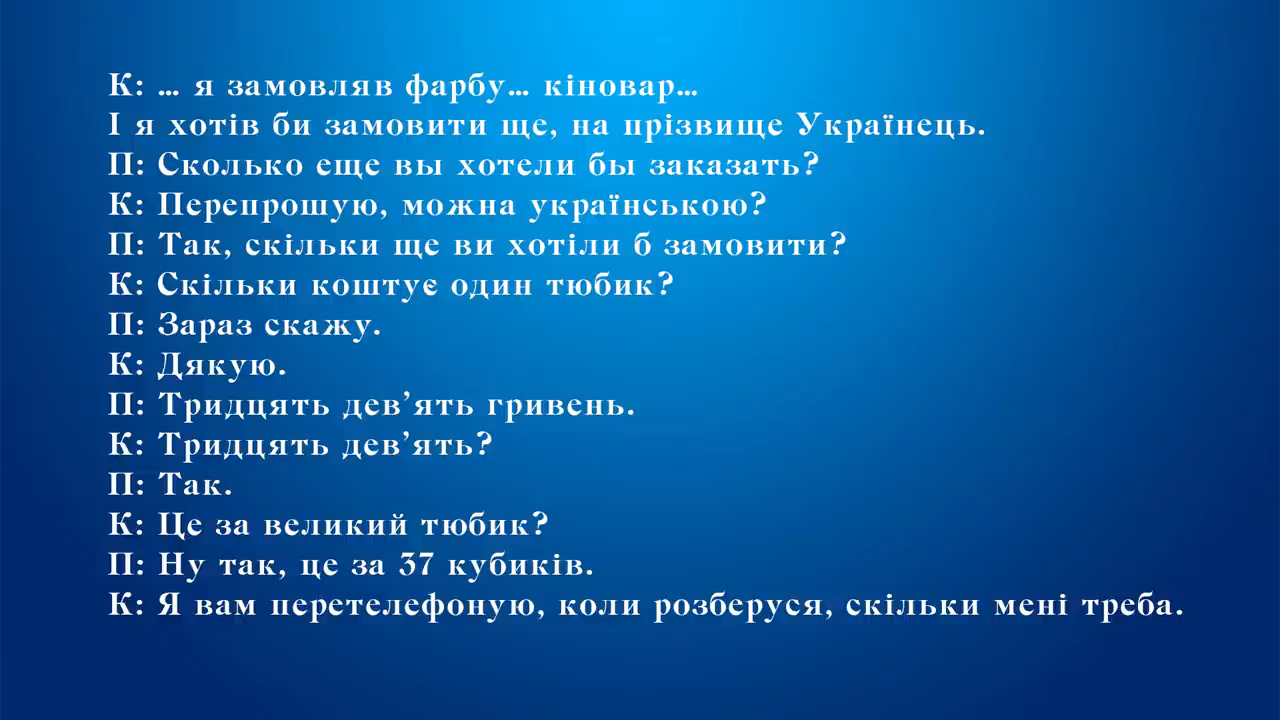 К: … я замовляв фарбу… кіновар…
І я хотів би замовити ще, на прізвище Українець.
П: Сколько еще вы хотели бы заказать?
К: Перепрошую, можна українською?
П: Так, скільки ще ви хотіли б замовити?
К: Скільки коштує один тюбик?
П: Зараз скажу.
К: Дякую.
П: Тридцять дев’ять гривень.
К: Тридцять дев’ять?
П: Так.
К: Це за великий тюбик?
П: Ну так, це за 37 кубиків.
К: Я вам перетелефоную, коли розберуся, скільки мені треба.